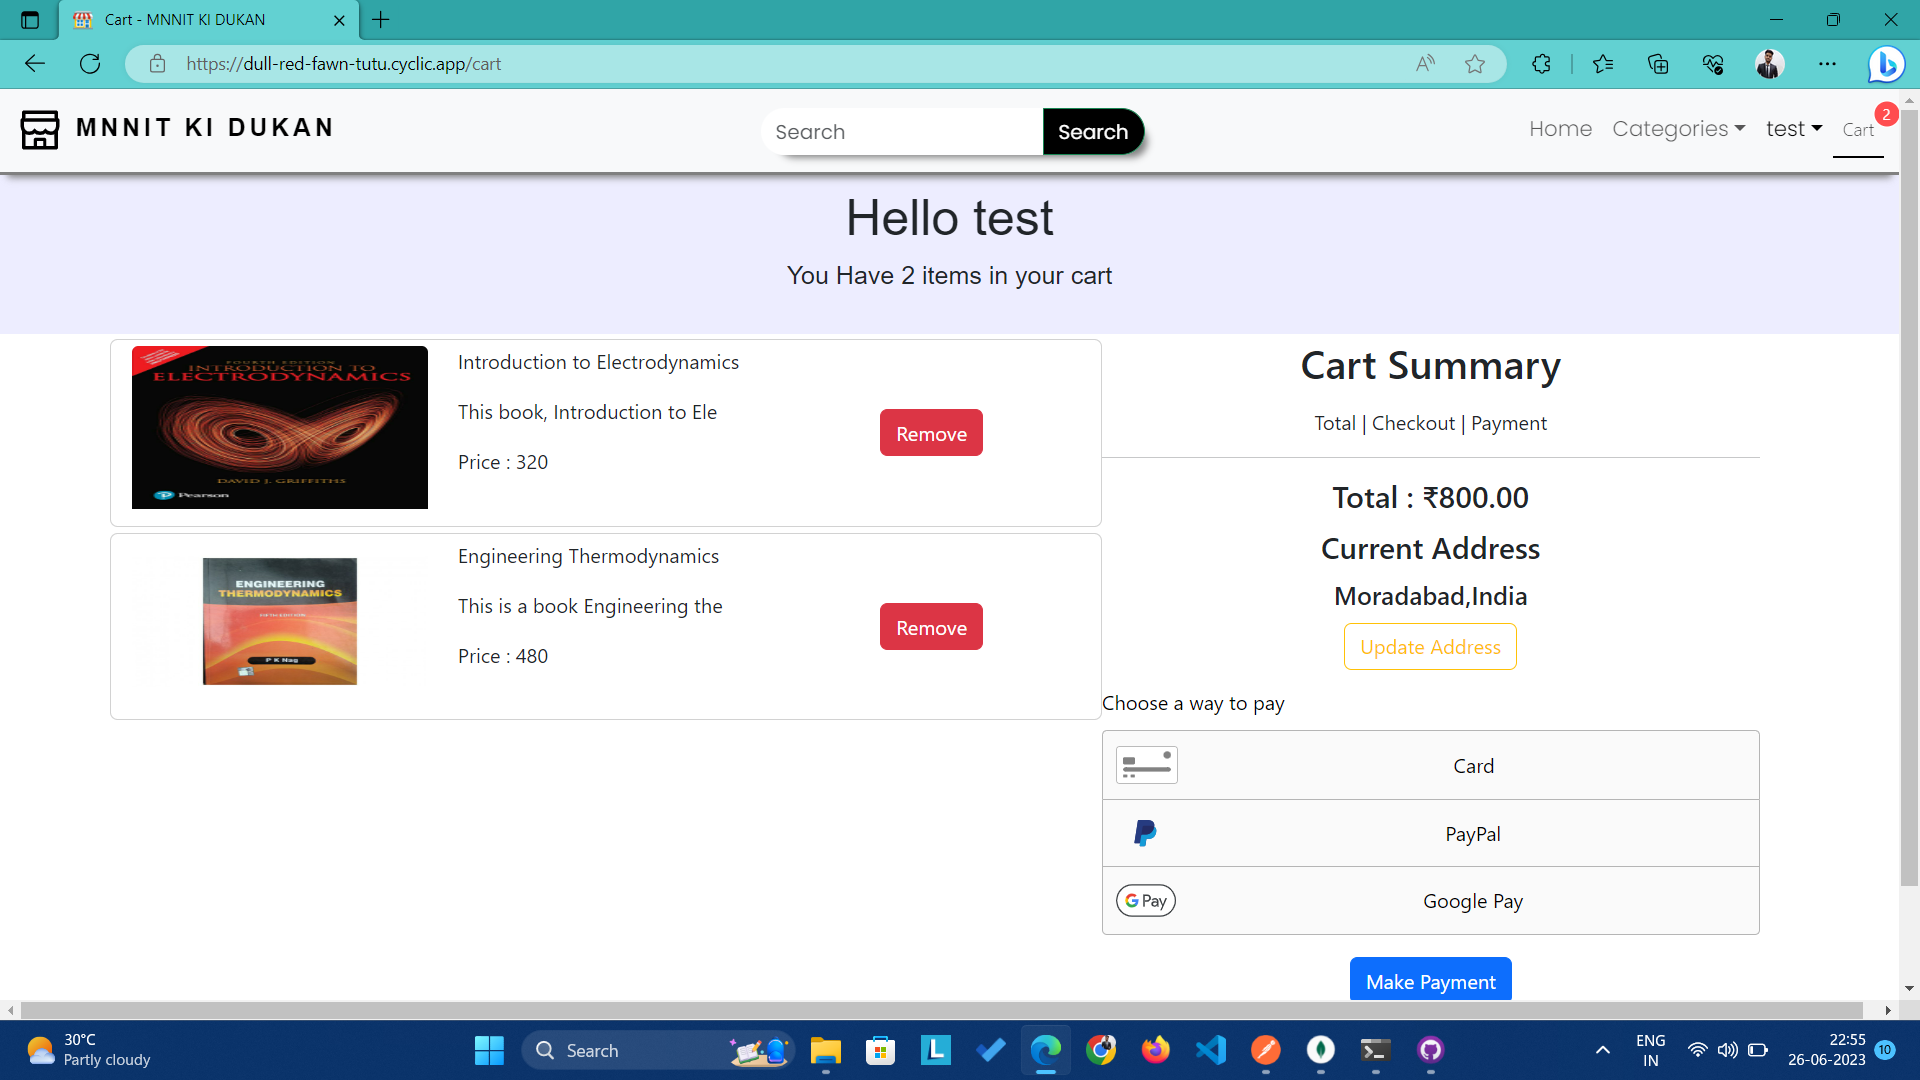 Cart - MNNIT KI DUKAN
https://dull-red-fawn-tutu.cyclic.app/cart
MNNIT KI DUKAN
Search
Search
Home
Categories
test
Cart
2
Hello test
You Have 2 items in your cart
FOURTH EDITION
INTRODUCTION TO
ELECTRODYNAMICS
DAVID J. GRIFFITHS
Pearson
Introduction to Electrodynamics
This book, Introduction to Ele
Price : 320
Remove
ENGINEERING
THERMODYNAMICS
P K Nag
Engineering Thermodynamics
This is a book Engineering the
Price : 480
Remove
Cart Summary
Total | Checkout | Payment
Total : ₹800.00
Current Address
Moradabad,India
Update Address
Choose a way to pay
Card
PayPal
G Pay
Google Pay
Make Payment
30°C
Partly cloudy
Search
ENG
IN
22:55
26-06-2023
10